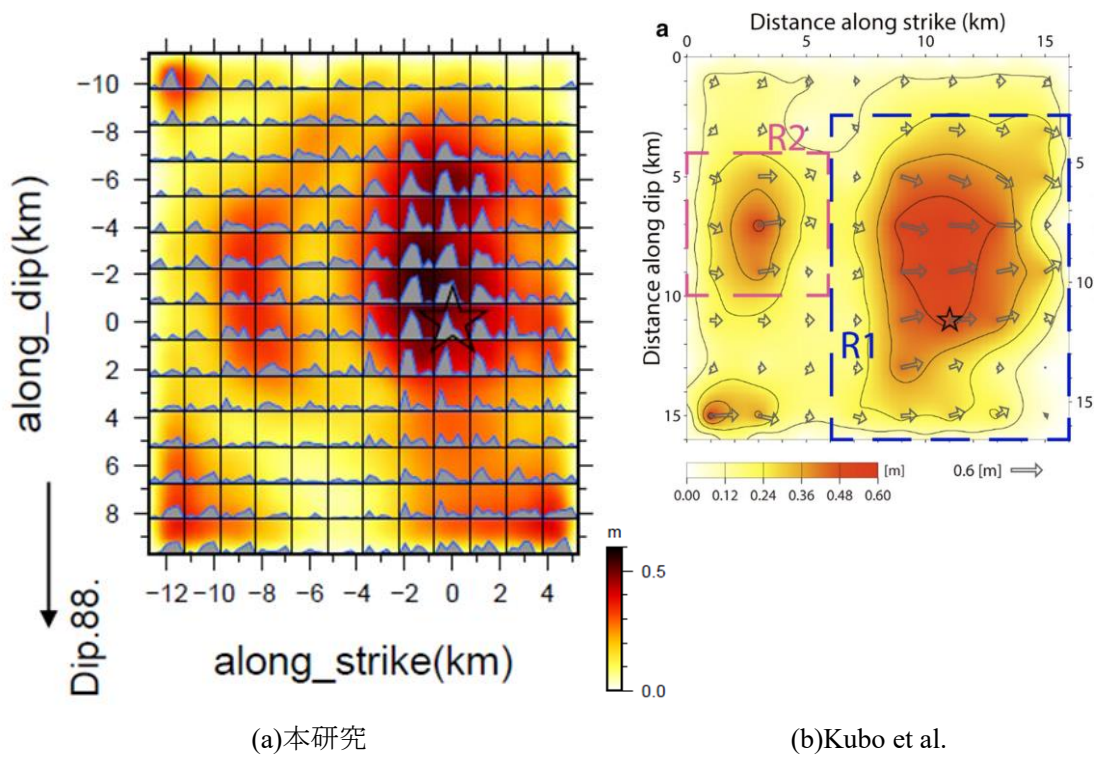 a
Distance along strike (km)
0 5 10 15
0
5
10
15
5
10
15
Distance along dip (km)
R2
R1
[m]
0.00 0.12 0.24 0.36 0.48 0.60
0.6 [m]
−10
−8
−6
−4
−2
0
2
4
6
8
along_dip(km)
Dip.88.
−12 −10 −8 −6 −4 −2 0 2 4
along_strike(km)
m
0.5
0.0
(a)本研究
(b)Kubo et al.